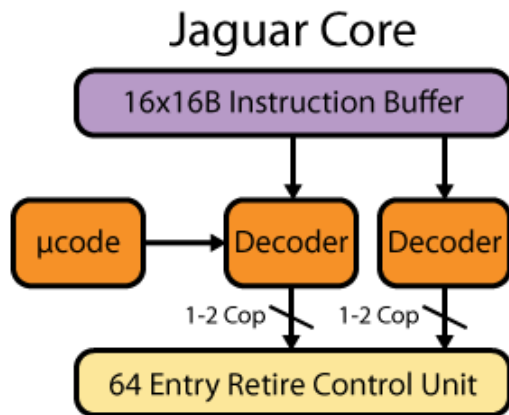 Jaguar Core
16x16B Instruction Buffer
µcode
Decoder
Decoder
1-2 Cop
1-2 Cop
64 Entry Retire Control Unit